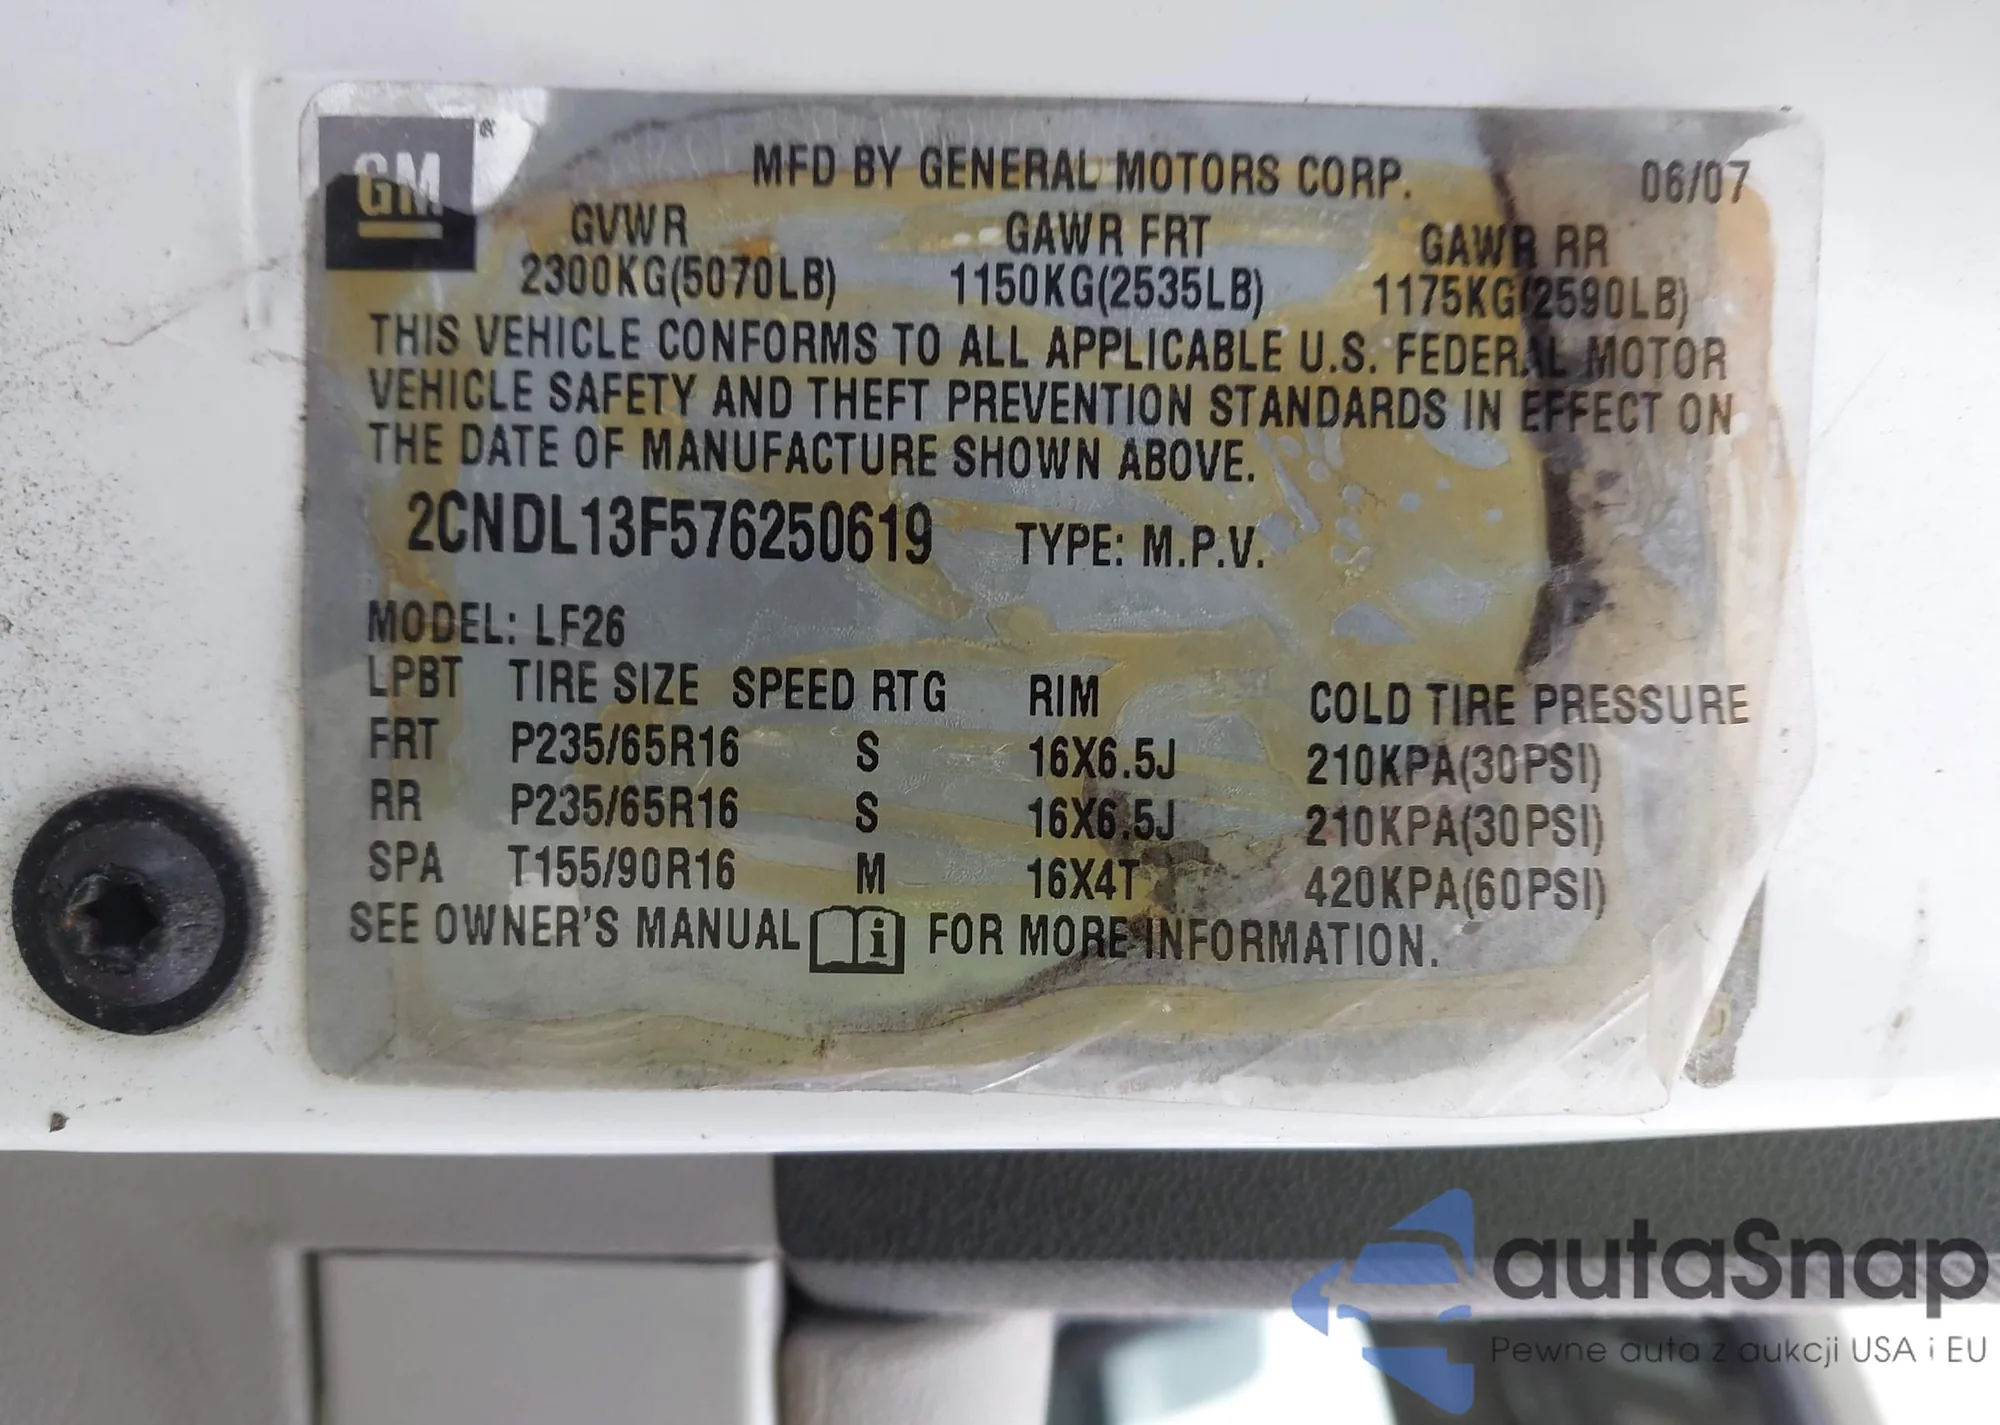 GM
MFD BY GENERAL MOTORS CORP. 06/07
GVWR GAWR FRT GAWR RR
2300KG(5070LB) 1150KG(2535LB) 1175KG(2590LB)
THIS VEHICLE CONFORMS TO ALL APPLICABLE U.S. FEDERAL MOTOR
VEHICLE SAFETY AND THEFT PREVENTION STANDARDS IN EFFECT ON
THE DATE OF MANUFACTURE SHOWN ABOVE.
2CNDL13F576250619 TYPE: M.P.V.
MODEL: LF26
LPBT TIRE SIZE SPEED RTG RIM COLD TIRE PRESSURE
FRT P235/65R16 S 16X6.5J 210KPA(30PSI)
RR P235/65R16 S 16X6.5J 210KPA(30PSI)
SPA T155/90R16 M 16X4T 420KPA(60PSI)
SEE OWNER'S MANUAL i FOR MORE INFORMATION.
autaSnap
Pewne auta z aukcji USA i EU